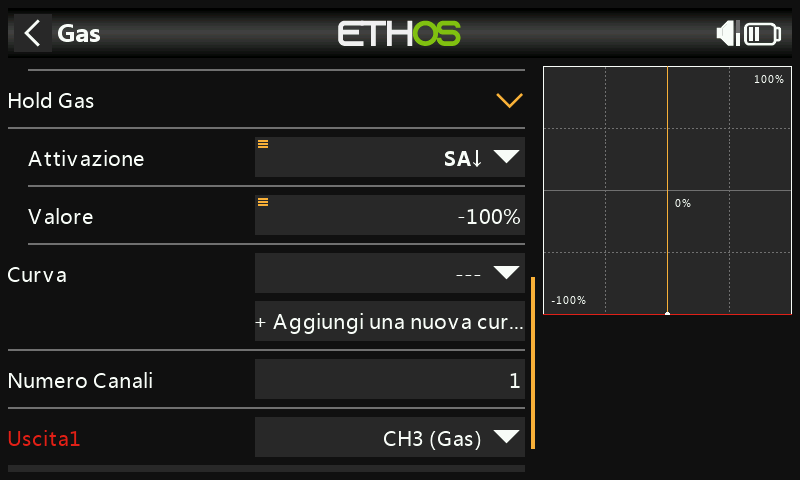 Gas
ETHOS
Hold Gas
Attivazione
SA↓
Valore
-100%
Curva
---
+ Aggiungi una nuova cur...
Numero Canali
1
Uscita1
CH3 (Gas)
100%
0%
-100%